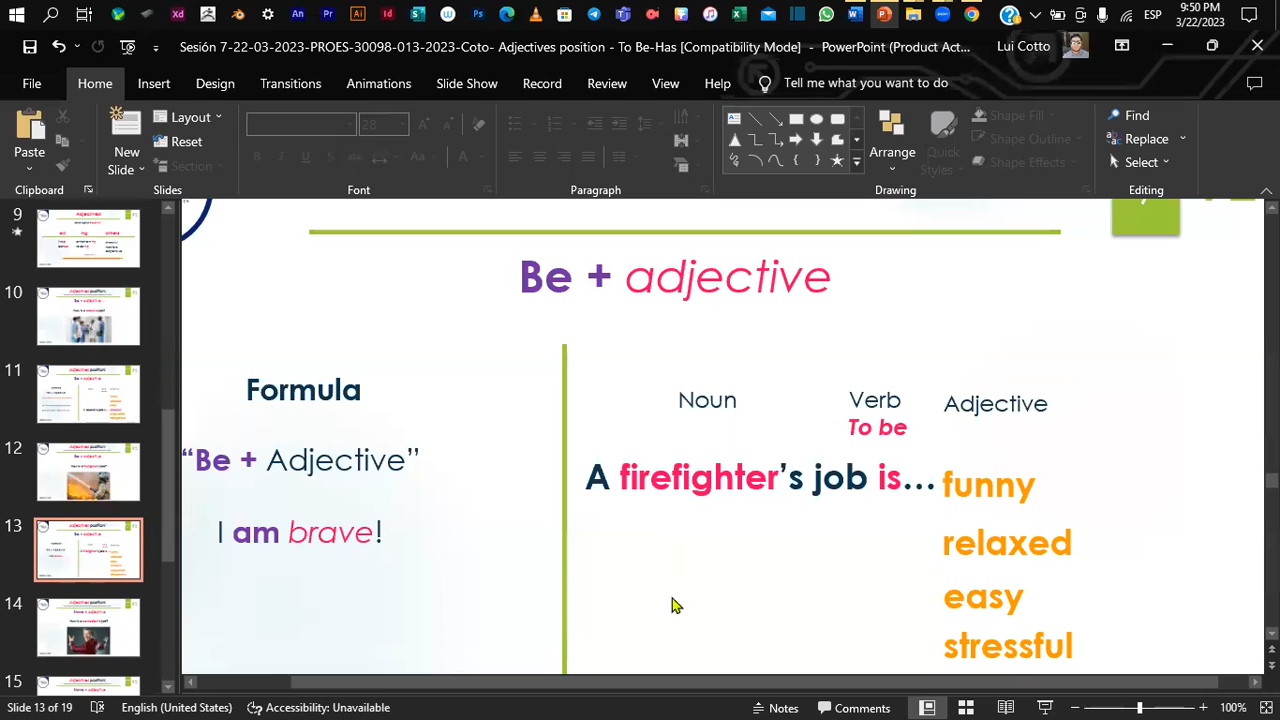 9:50 PM
ESP
3/22/2023
Sesión 7-22-03-2023-PROES-3016-013-2023-Coto- Adjectives position - To Be-Has [Compatibility Mode] - PowerPoint (Product Act...
Lui Cotto
File
Home
Insert
Design
Transitions
Animations
Slide Show
Record
Review
View
Help
Tell me what you want to do
Paste
New
Slide
Layout
Reset
Section
28
Arrange
Quick
Styles
Shape Fill
Shape Outline
Shape Effects
Find
Replace
Select
Clipboard
Slides
Font
Paragraph
Drawing
Editing
10
11
12
13
14
15
Be + adjective
Formula
“Be + Adjective”
I am brave!
Noun
Verb
To be
Adjective
A firefighter’s job is...
funny
relaxed
easy
stressful
Slide 13 of 19
English (United States)
Accessibility: Unavailable
Notes
Comments
100%